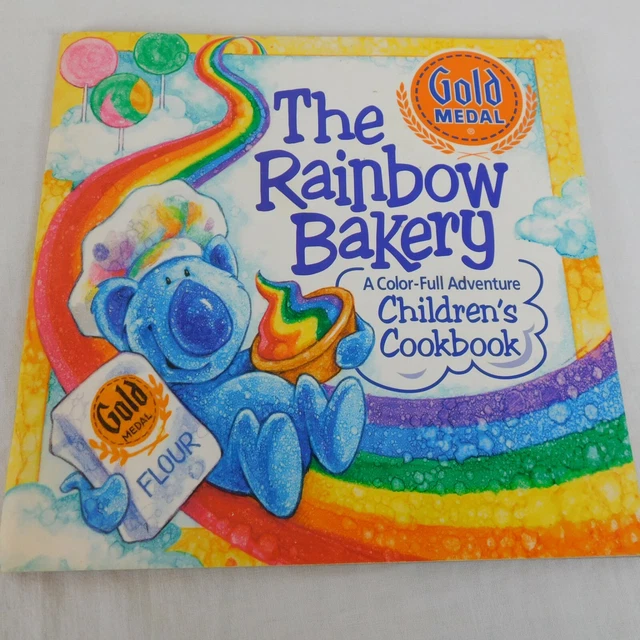 Gold
MEDAL
®
The
Rainbow
Bakery
A Color-Full Adventure
Children's
Cookbook
Gold
MEDAL
FLOUR